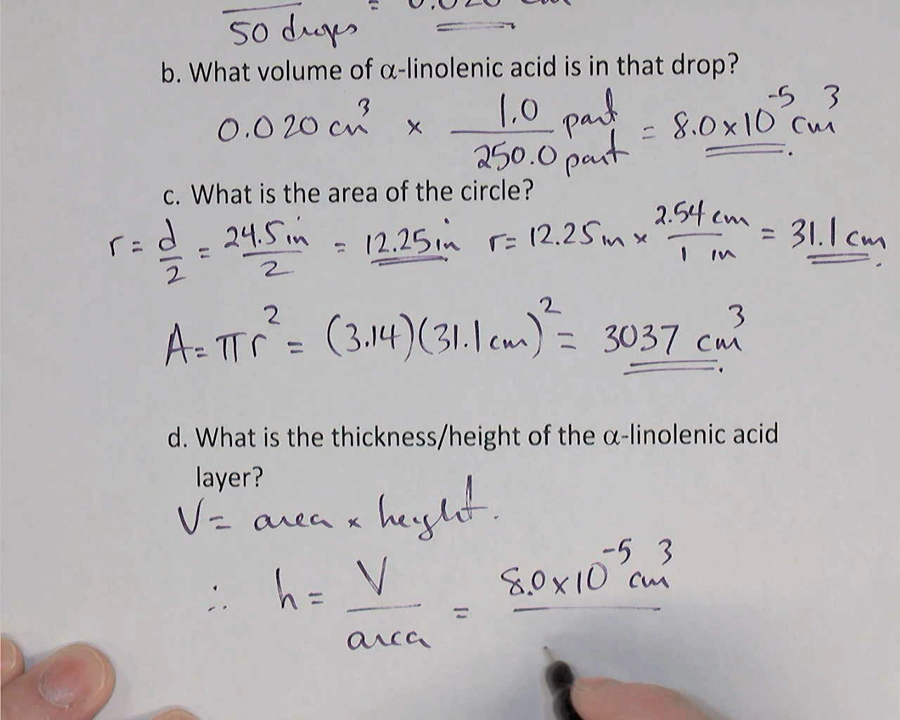 50 drops = 0.020 cm
b. What volume of α-linolenic acid is in that drop?
0.020 cm³ × 1.0 part / 250.0 part = 8.0×10⁻⁵ cm³.
c. What is the area of the circle?
r = d/2 = 24.5 in/2 = 12.25 in r = 12.25 in × 2.54 cm / 1 in = 31.1 cm.
A = πr² = (3.14)(31.1 cm)² = 3037 cm³.
d. What is the thickness/height of the α-linolenic acid
layer?
V = area × height.
∴ h = V/area = 8.0×10⁻⁵ cm³